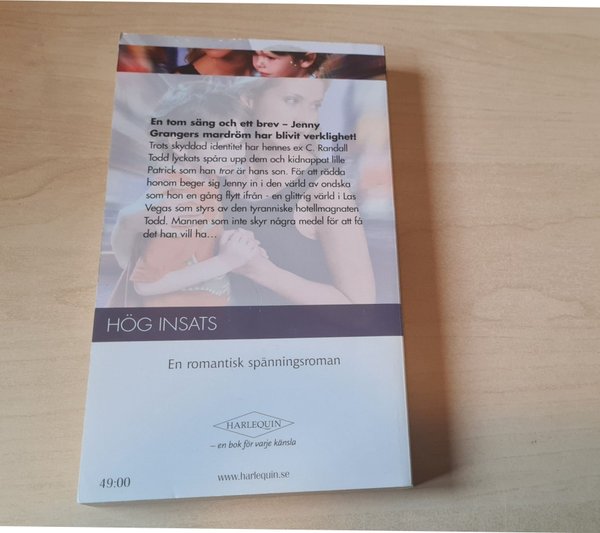 En tom säng och ett brev – Jenny
Grangers mardröm har blivit verklighet!
Trots skyddad identitet har hennes ex C. Randall
Todd lyckats spåra upp dem och kidnappat lille
Patrick som han tror är hans son. För att rädda
honom beger sig Jenny in i den värld av ondska
som hon en gång flytt ifrån - en glittrig värld i Las
Vegas som styrs av den tyranniske hotellmagnaten
Todd. Mannen som inte skyr några medel för att få
det han vill ha...
HÖG INSATS
En romantisk spänningsroman
HARLEQUIN
– en bok för varje känsla
49:00
www.harlequin.se